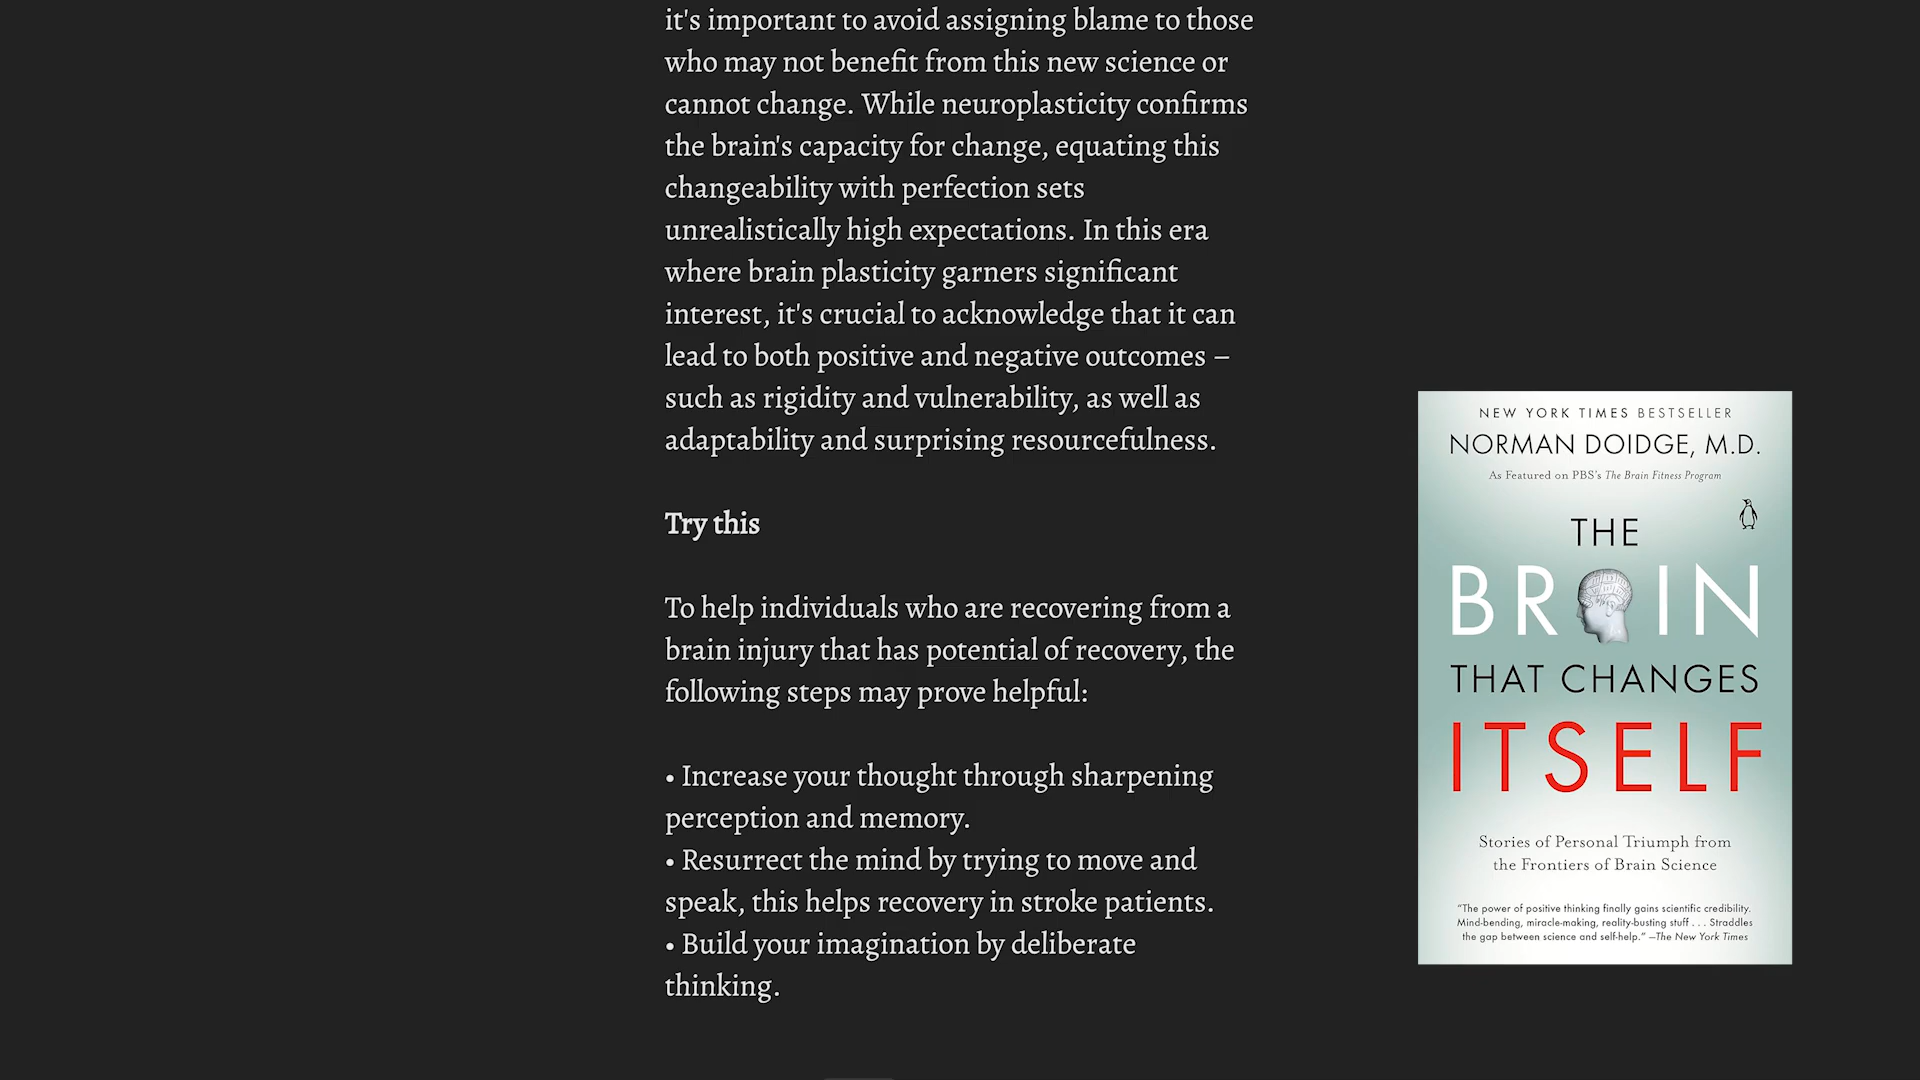 it's important to avoid assigning blame to those
who may not benefit from this new science or
cannot change. While neuroplasticity confirms
the brain's capacity for change, equating this
changeability with perfection sets
unrealistically high expectations. In this era
where brain plasticity garners significant
interest, it's crucial to acknowledge that it can
lead to both positive and negative outcomes –
such as rigidity and vulnerability, as well as
adaptability and surprising resourcefulness.
Try this
To help individuals who are recovering from a
brain injury that has potential of recovery, the
following steps may prove helpful:
• Increase your thought through sharpening
perception and memory.
• Resurrect the mind by trying to move and
speak, this helps recovery in stroke patients.
• Build your imagination by deliberate
thinking.
NEW YORK TIMES BESTSELLER
NORMAN DOIDGE, M.D.
As Featured on PBS's The Brain Fitness Program
THE
BRAIN
THAT CHANGES
ITSELF
Stories of Personal Triumph from
the Frontiers of Brain Science
"The power of positive thinking finally gains scientific credibility.
Mind-bending, miracle-making, reality-busting stuff . . . Straddles
the gap between science and self-help." —The New York Times